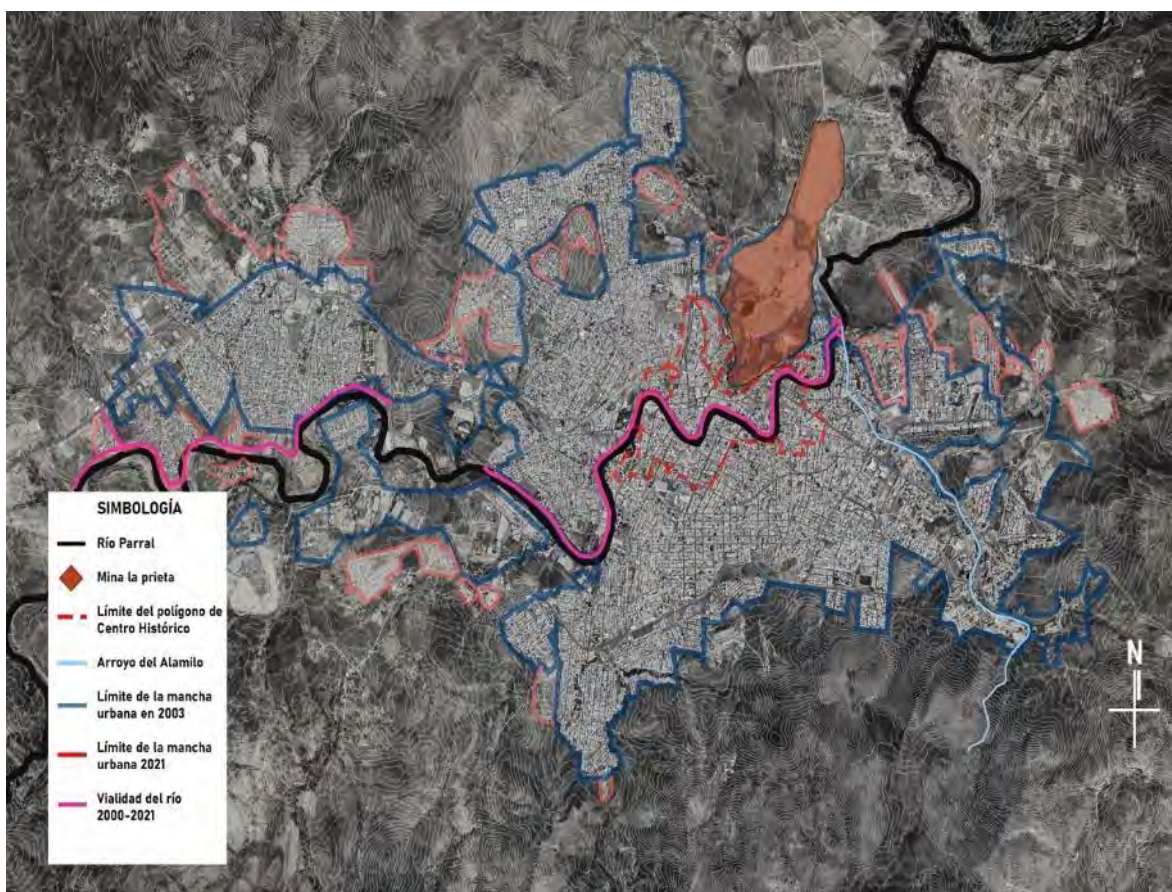 SIMBOLOGÍA
Río Parral
Mina la prieta
Límite del polígono de
Centro Histórico
Arroyo del Alamilo
Límite de la mancha
urbana en 2003
Límite de la mancha
urbana 2021
Vialidad del río
2000-2021
N